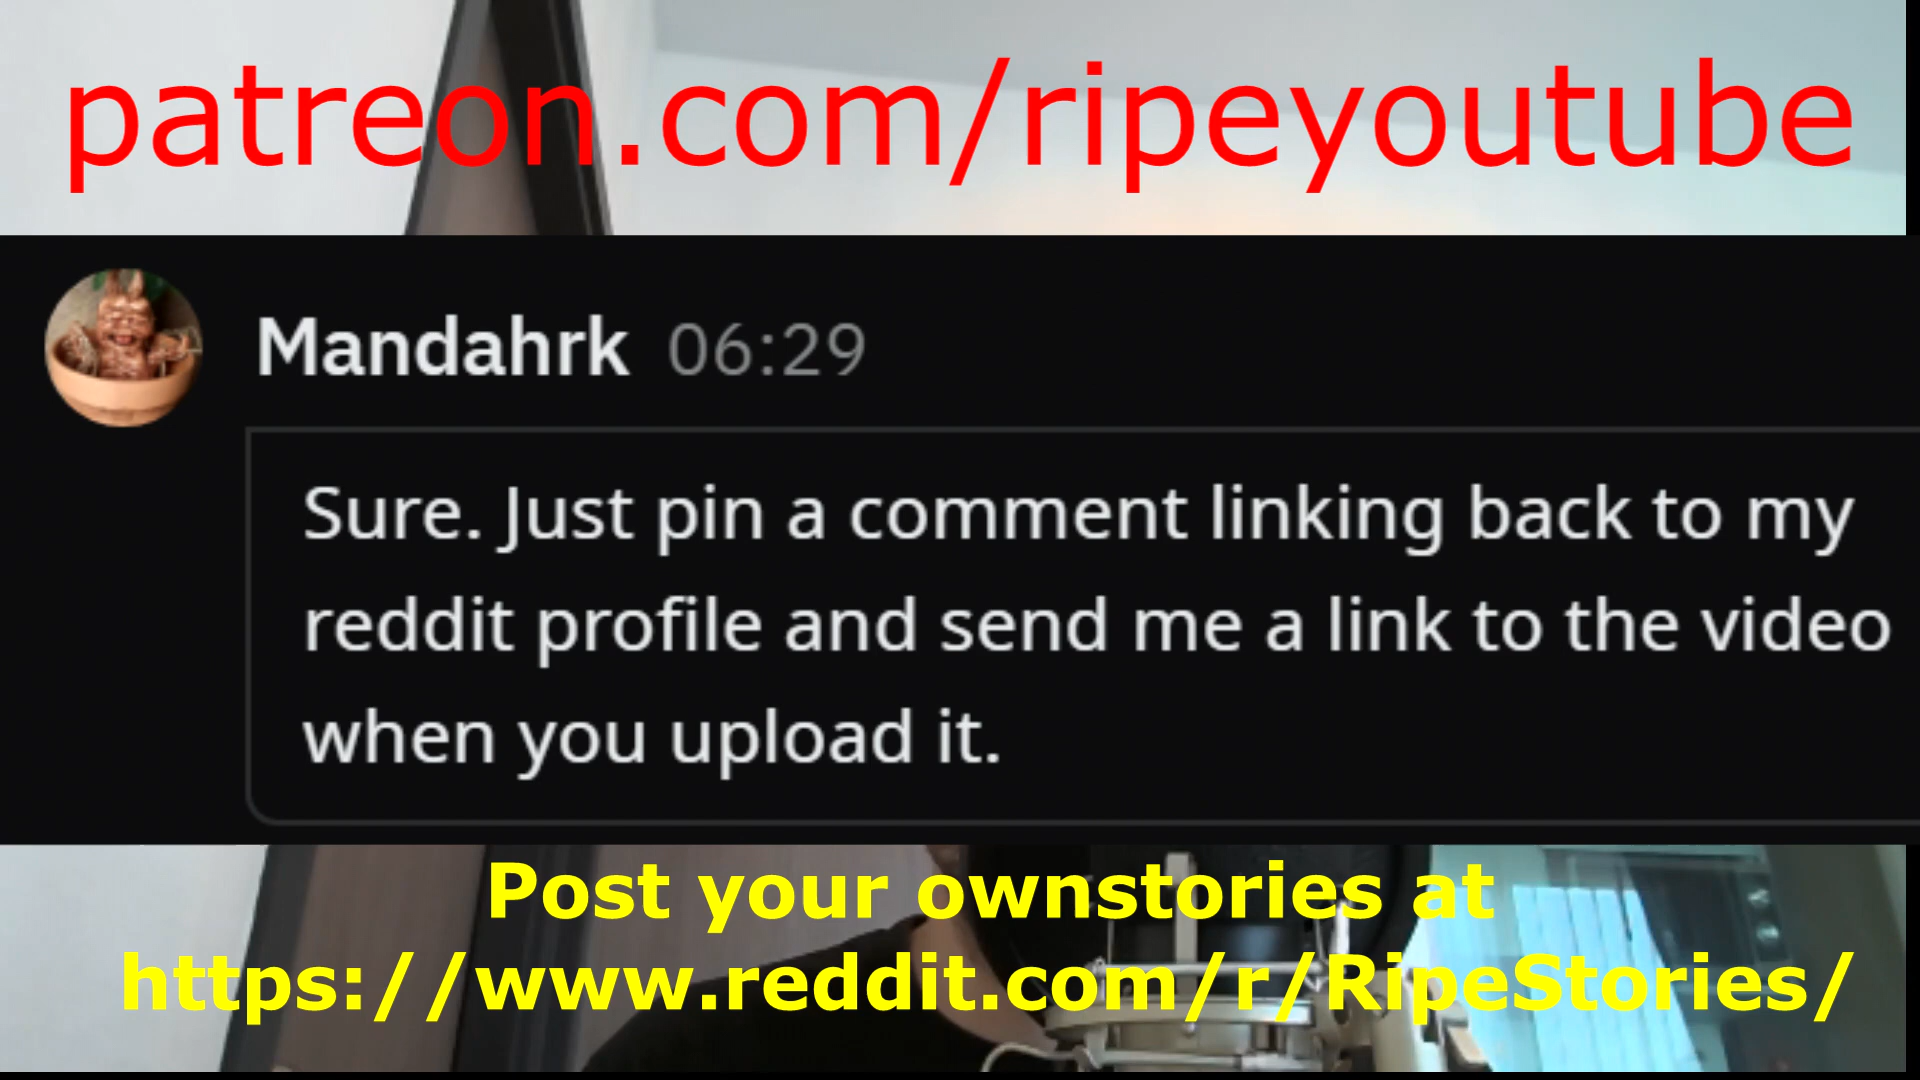 patreon.com/ripeyoutube
Mandahrk 06:29
Sure. Just pin a comment linking back to my
reddit profile and send me a link to the video
when you upload it.
Post your ownstories at
https://www.reddit.com/r/RipeStories/